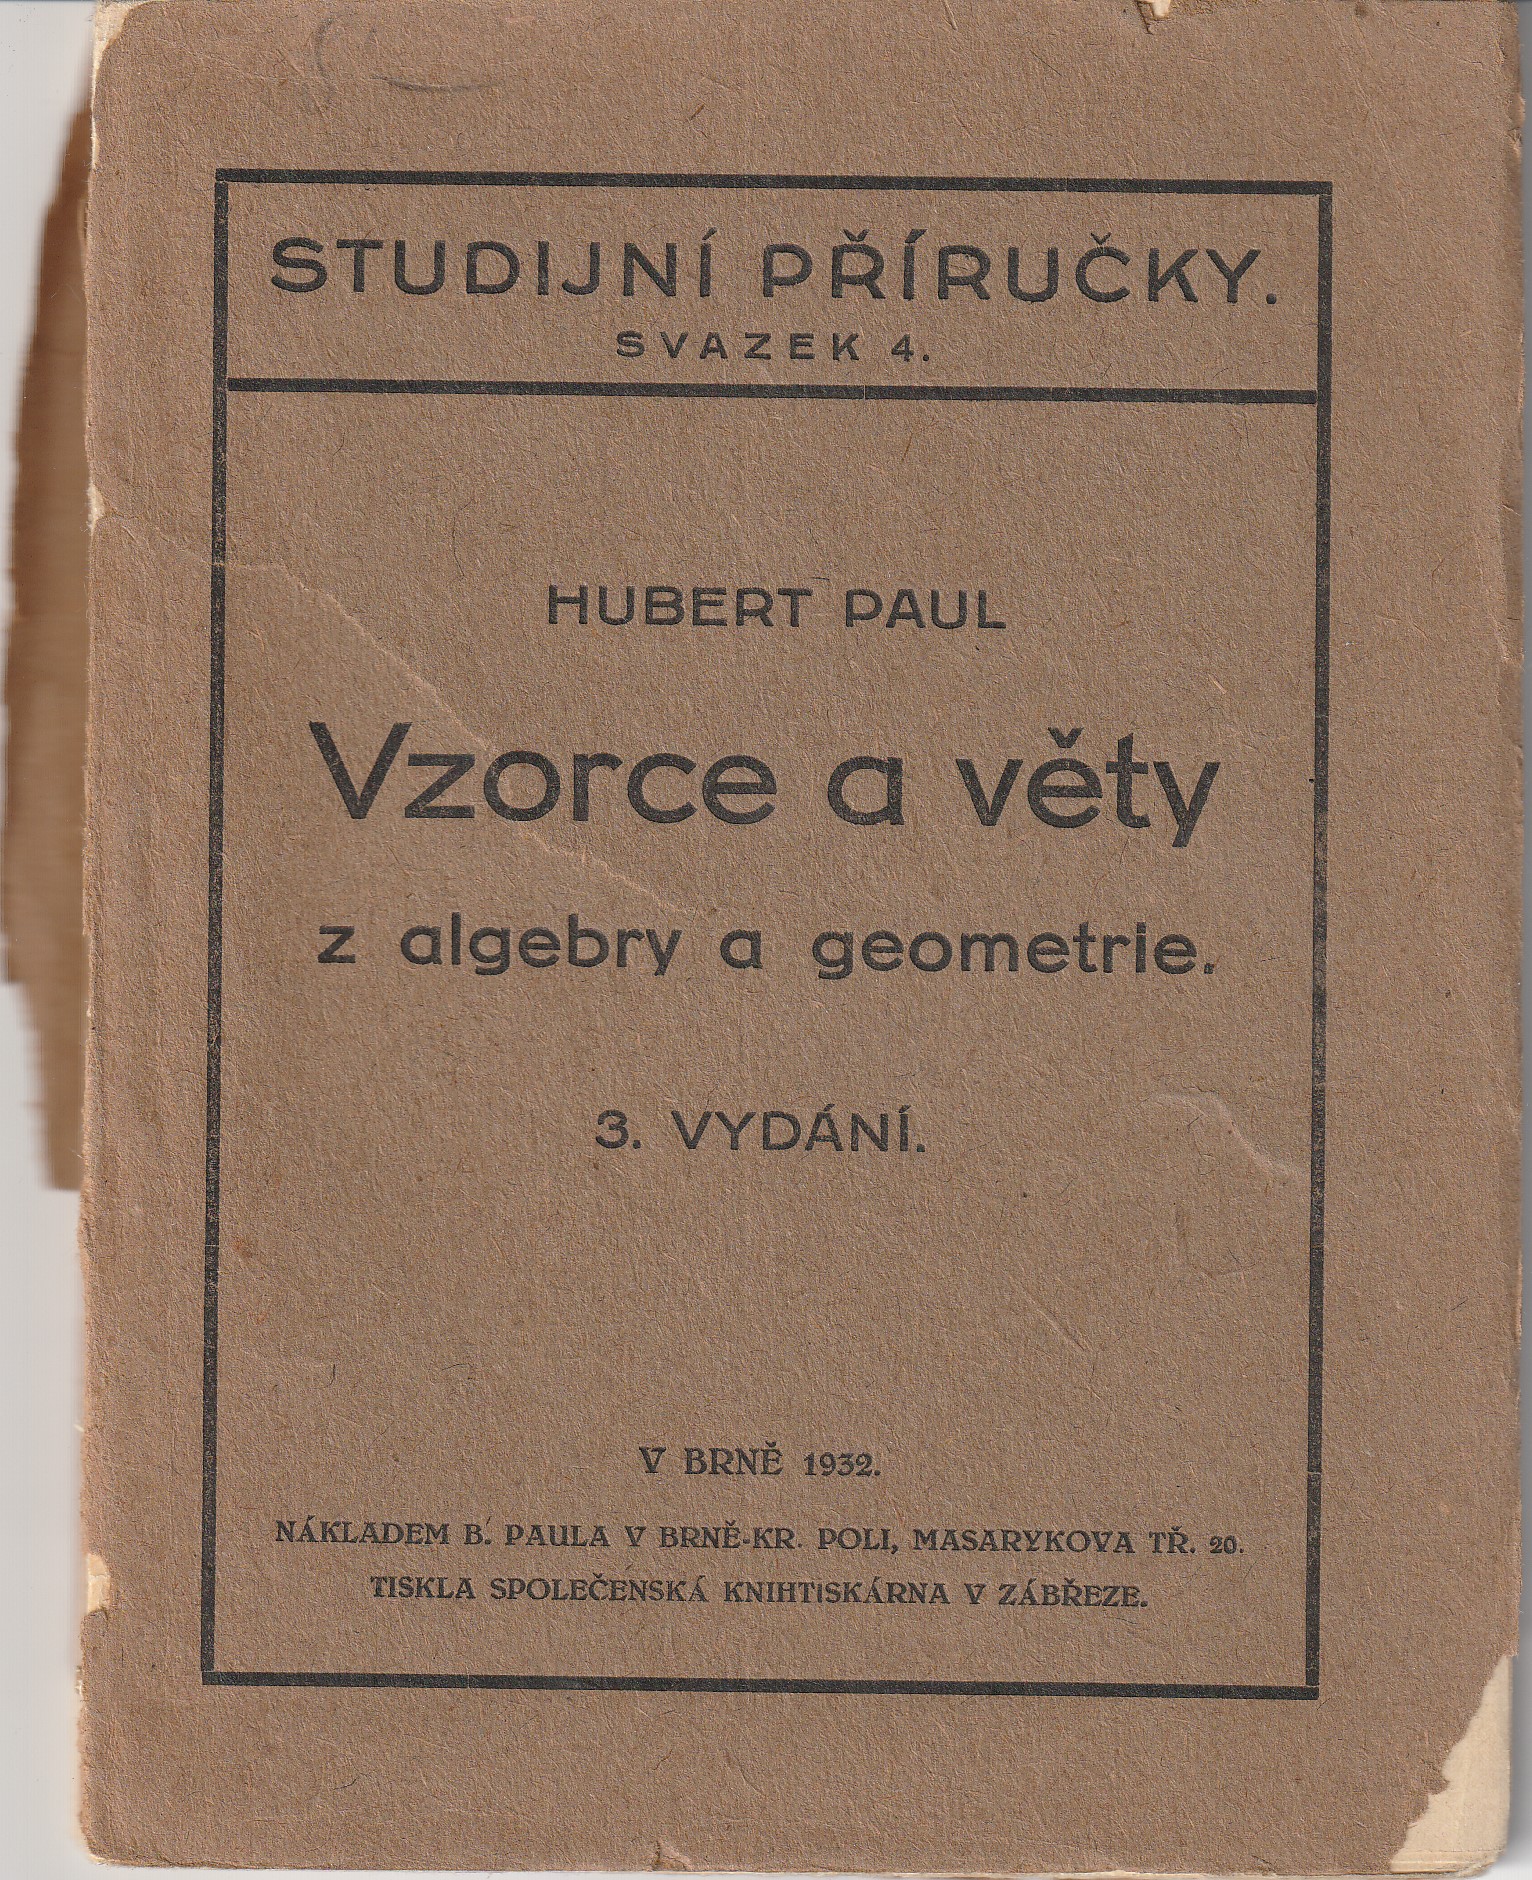 STUDIJNÍ PŘÍRUČKY.
SVAZEK 4.
HUBERT PAUL
Vzorce a věty
z algebry a geometrie.
3. VYDÁNÍ.
V BRNĚ 1932.
NÁKLADEM B. PAULA V BRNĚ-KR. POLI, MASARYKOVA TŘ. 20.
TISKLA SPOLEČENSKÁ KNIHTISKÁRNA V ZÁBŘEZE.